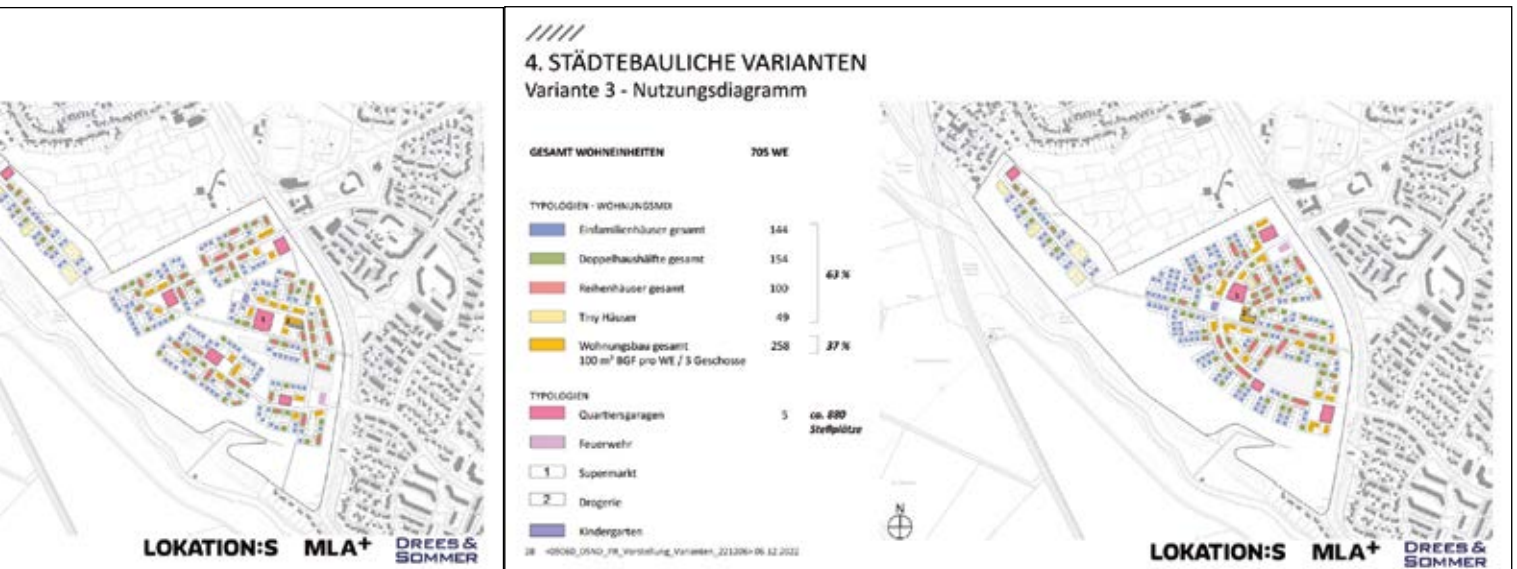 LOKATION:S MLA+ DREES & SOMMER
4. STÄDTEBAULICHE VARIANTEN
Variante 3 - Nutzungsdiagramm
GESAMT WOHNEINHEITEN 705 WE
TYPOLOGIEN - WOHNUNGSMIX
Einfamilienhäuser gesamt 144
Doppelhaushälfte gesamt 154
63 %
Reihenhäuser gesamt 100
Tiny Häuser 49
Wohnungsbau gesamt 258 37 %
100 m² BGF pro WE / 3 Geschosse
TYPOLOGIEN
Quartiersgaragen 5 ca. 880
Stellplätze
Feuerwehr
1 Supermarkt
2 Drogerie
Kindergarten
N
LOKATION:S MLA+ DREES & SOMMER